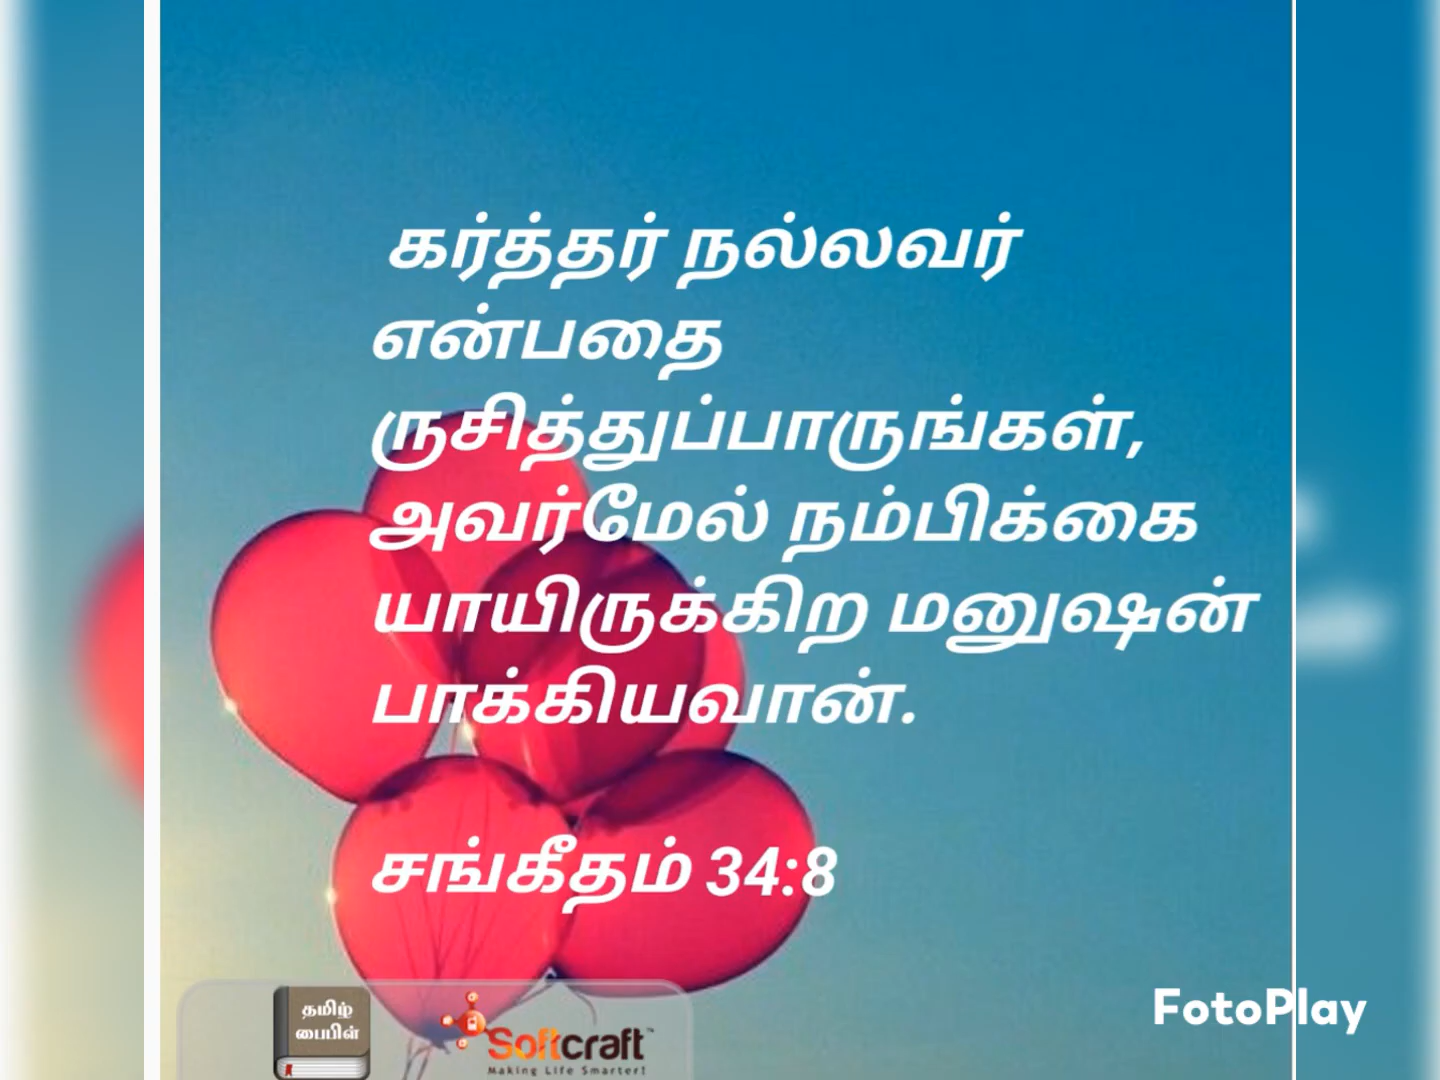 கர்த்தர் நல்லவர்
என்பதை
ருசித்துப்பாருங்கள்,
அவர்மேல் நம்பிக்கை
யாயிருக்கிற மனுஷன்
பாக்கியவான்.
சங்கீதம் 34:8
தமிழ்
பைபிள்
Softcraft™
Making Life Smarter!
FotoPlay